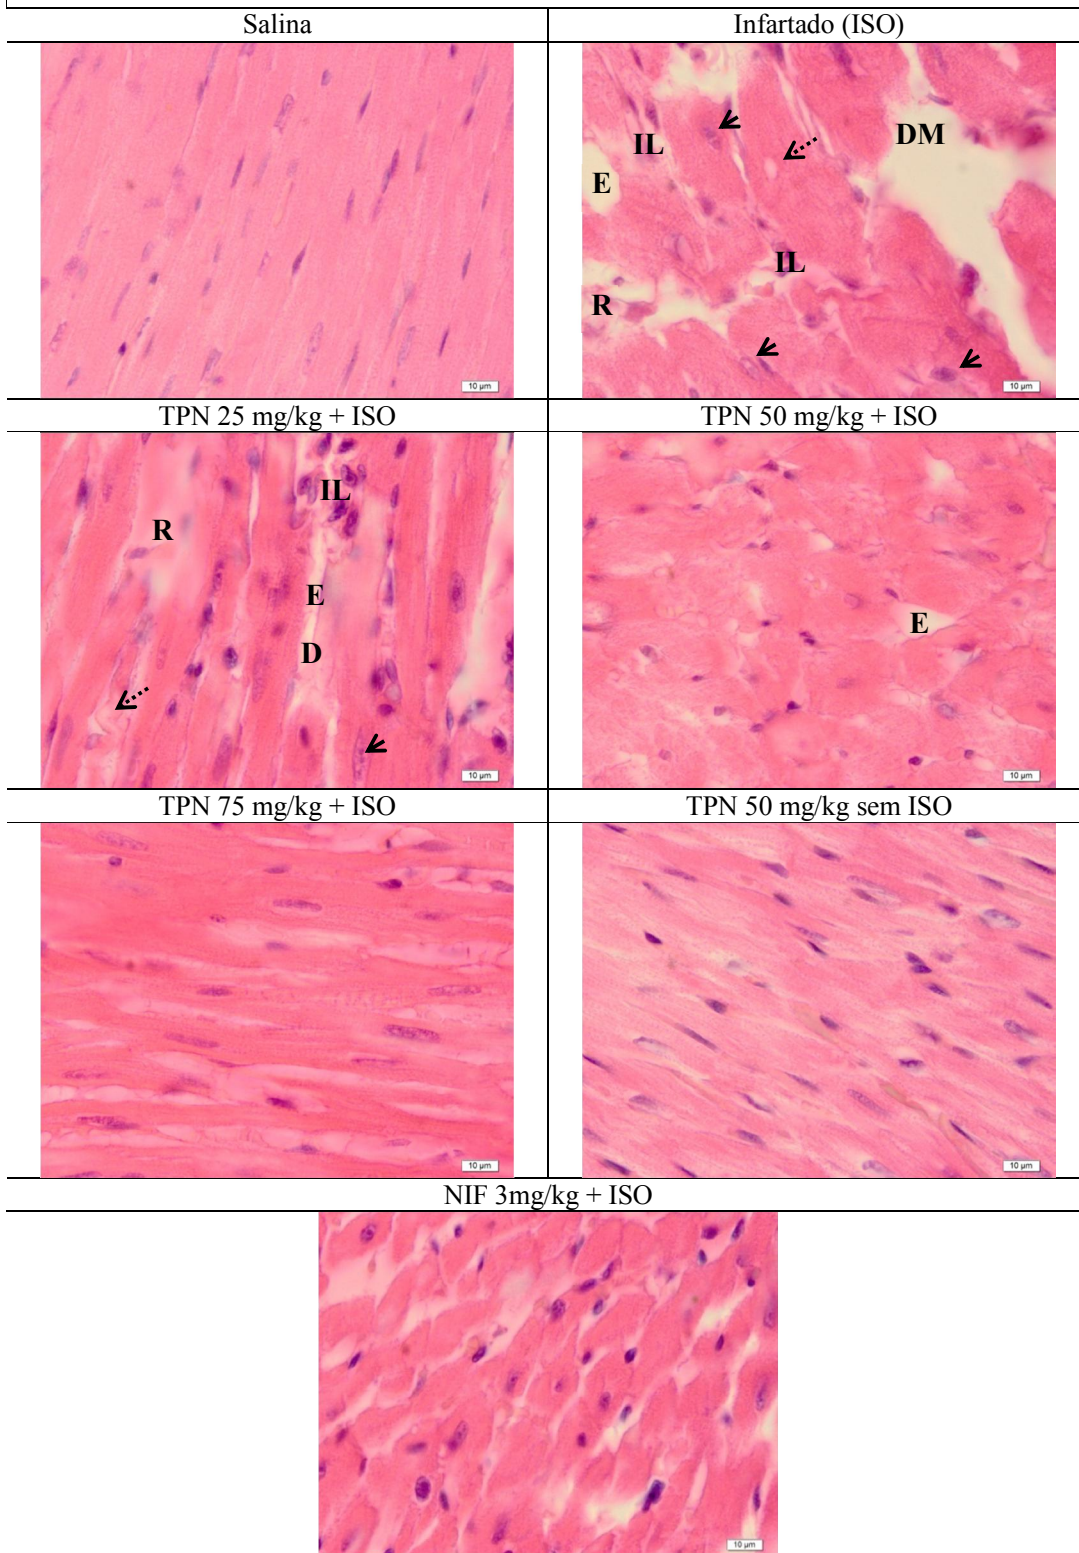 Salina
Infartado (ISO)
IL
DM
E
IL
R
10 µm
10 µm
TPN 25 mg/kg + ISO
TPN 50 mg/kg + ISO
IL
R
E
D
E
10 µm
10 µm
TPN 75 mg/kg + ISO
TPN 50 mg/kg sem ISO
10 µm
10 µm
NIF 3mg/kg + ISO
10 µm